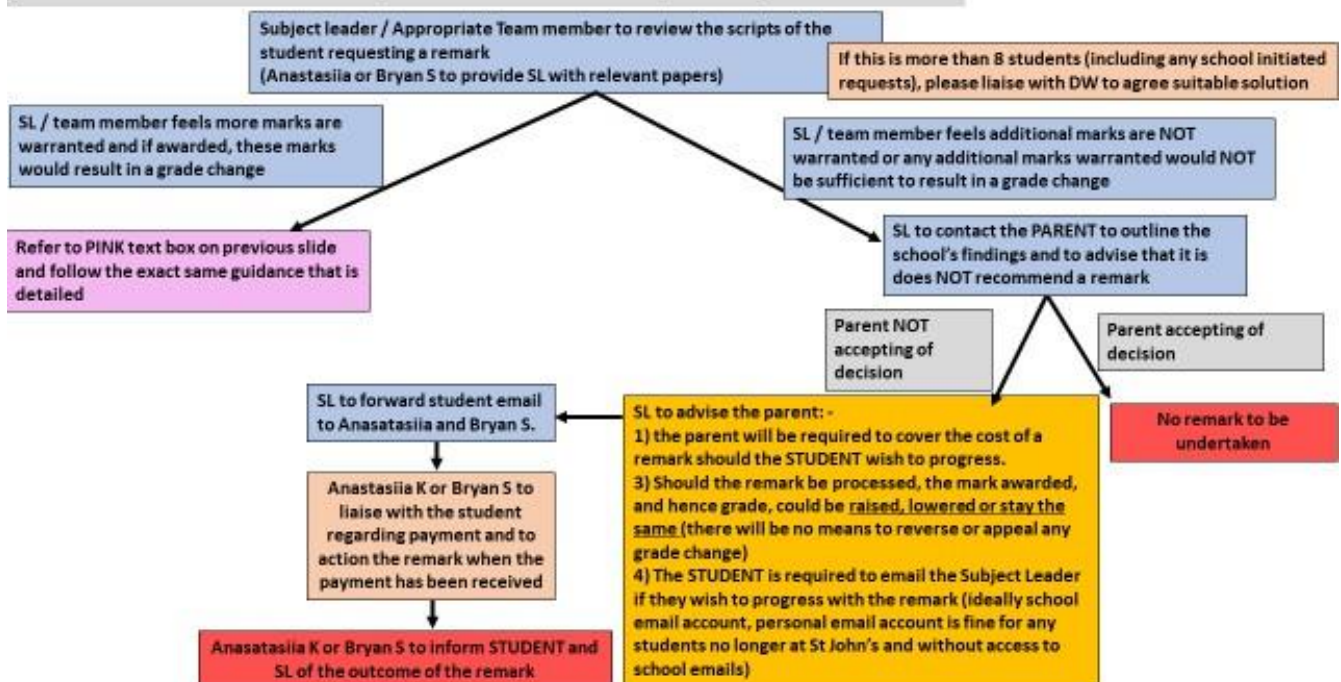 Subject leader / Appropriate Team member to review the scripts of the
student requesting a remark
(Anastasiia or Bryan S to provide SL with relevant papers)
If this is more than 8 students (including any school initiated
requests), please liaise with DW to agree suitable solution
SL / team member feels more marks are
warranted and if awarded, these marks
would result in a grade change
SL / team member feels additional marks are NOT
warranted or any additional marks warranted would NOT
be sufficient to result in a grade change
Refer to PINK text box on previous slide
and follow the exact same guidance that is
detailed
SL to contact the PARENT to outline the
school's findings and to advise that it is
does NOT recommend a remark
Parent NOT
accepting of
decision
Parent accepting of
decision
SL to forward student email
to Anasatasiia and Bryan S.
SL to advise the parent: -
1) the parent will be required to cover the cost of a
remark should the STUDENT wish to progress.
3) Should the remark be processed, the mark awarded,
and hence grade, could be raised, lowered or stay the
same (there will be no means to reverse or appeal any
grade change)
4) The STUDENT is required to email the Subject Leader
if they wish to progress with the remark (ideally school
email account, personal email account is fine for any
students no longer at St John's and without access to
school emails)
No remark to be
undertaken
Anastasiia K or Bryan S to
liaise with the student
regarding payment and to
action the remark when the
payment has been received
Anastasiia K or Bryan S to inform STUDENT and
SL of the outcome of the remark